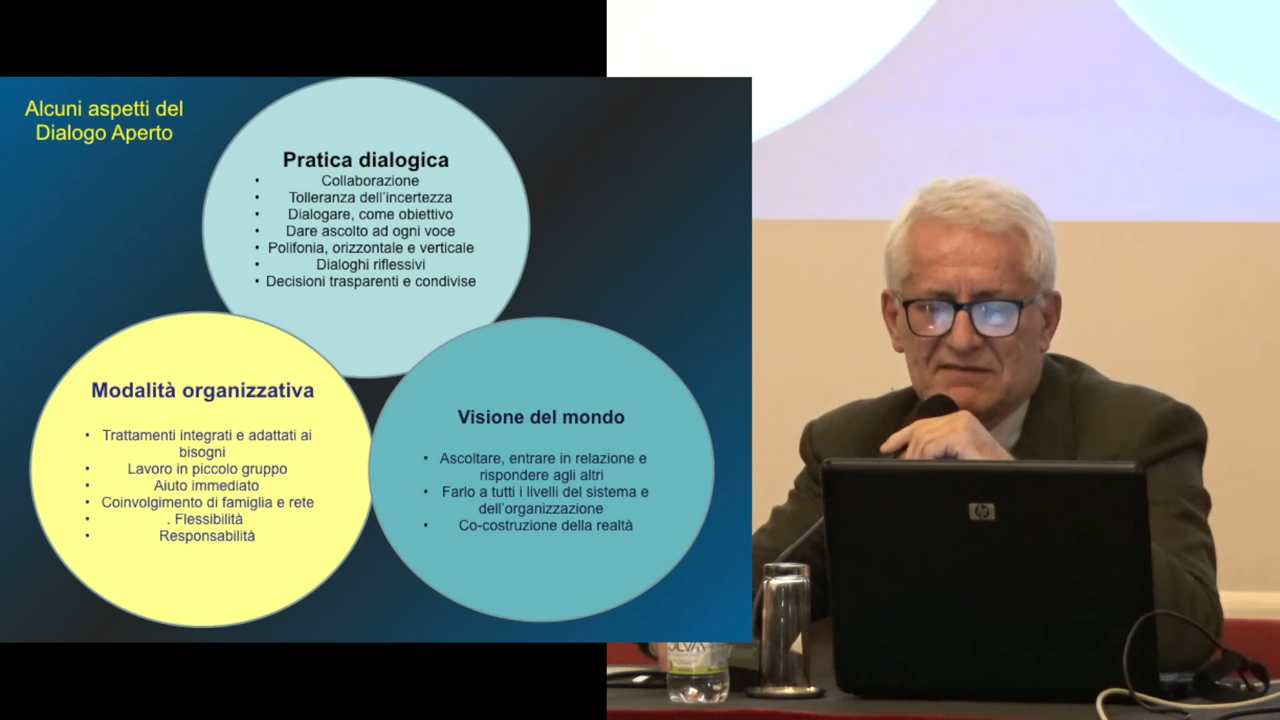 Alcuni aspetti del
Dialogo Aperto
Pratica dialogica
• Collaborazione
• Tolleranza dell'incertezza
• Dialogare, come obiettivo
• Dare ascolto ad ogni voce
• Polifonia, orizzontale e verticale
• Dialoghi riflessivi
• Decisioni trasparenti e condivise
Modalità organizzativa
• Trattamenti integrati e adattati ai
bisogni
• Lavoro in piccolo gruppo
• Aiuto immediato
• Coinvolgimento di famiglia e rete
• . Flessibilità
• Responsabilità
Visione del mondo
• Ascoltare, entrare in relazione e
rispondere agli altri
• Farlo a tutti i livelli del sistema e
dell'organizzazione
• Co-costruzione della realtà
hp